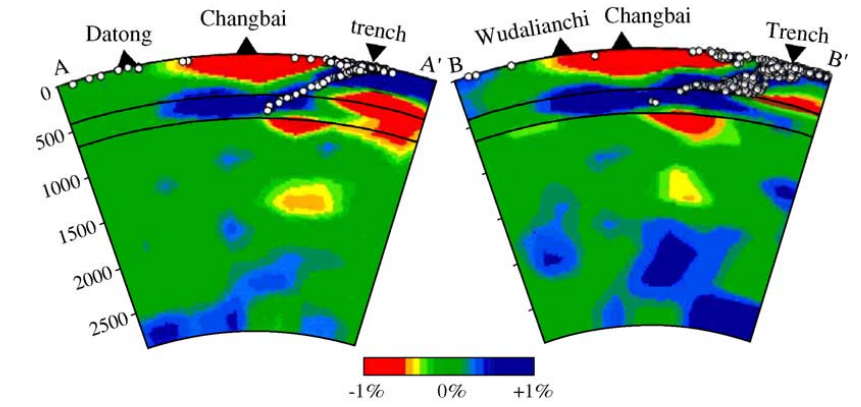 Datong
Changbai
trench
Wudalianchi
Changbai
Trench
A
A'
B
B'
0
500
1000
1500
2000
2500
-1%
0%
+1%